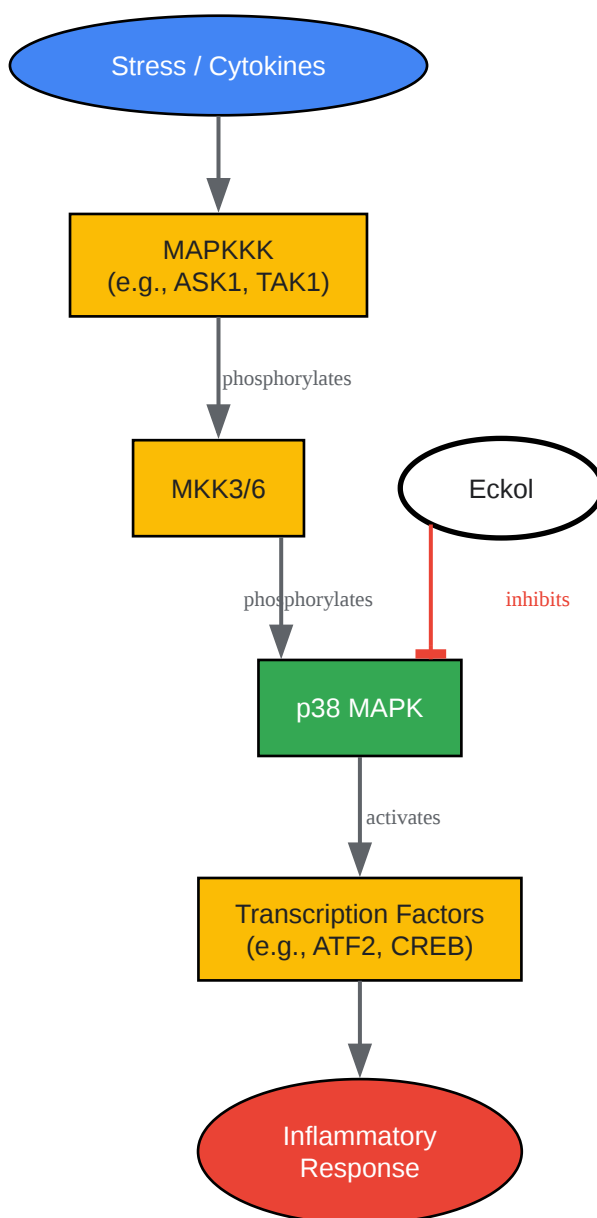 Stress / Cytokines
MAPKKK
(e.g., ASK1, TAK1)
phosphorylates
MKK3/6
Eckol
phosphorylates
inhibits
p38 MAPK
activates
Transcription Factors
(e.g., ATF2, CREB)
Inflammatory
Response